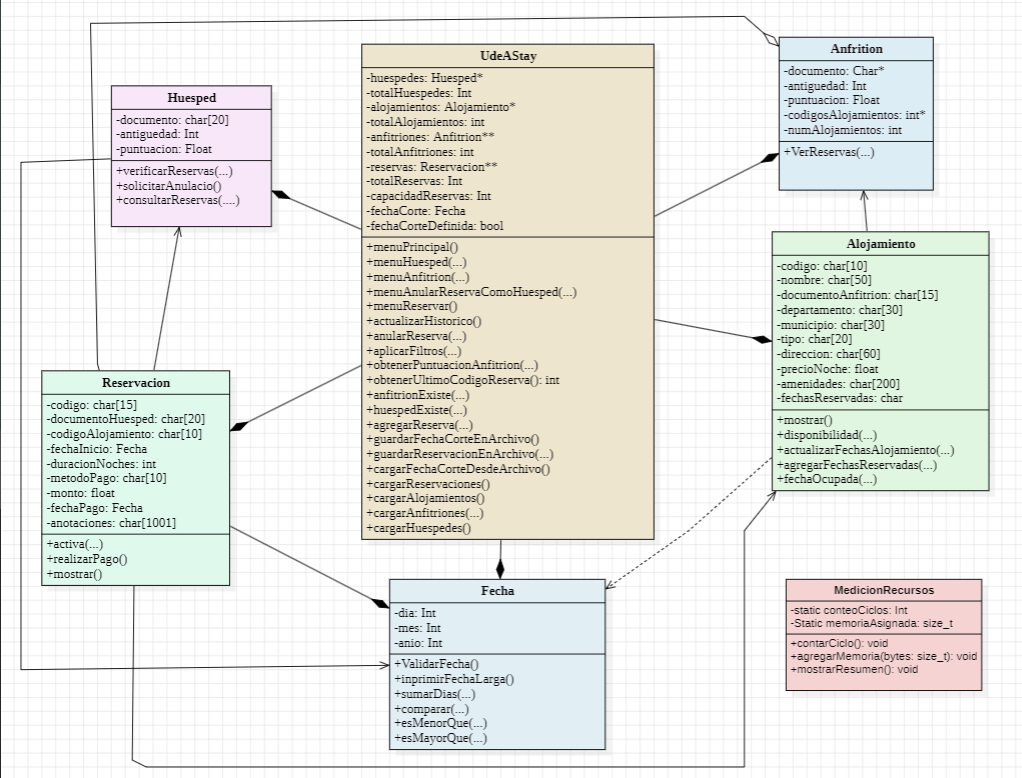 Huesped
-documento: char[20]
-antiguedad: Int
-puntuacion: Float
+verificarReservas(...)
+solicitarAnulacio()
+consultarReservas(....)
UdeAStay
-huespedes: Huesped*
-totalHuespedes: Int
-alojamientos: Alojamiento*
-totalAlojamientos: int
-anfitriones: Anfitrion**
-totalAnfitriones: int
-reservas: Reservacion**
-totalReservas: Int
-capacidadReservas: Int
-fechaCorte: Fecha
-fechaCorteDefinida: bool
+menuPrincipal()
+menuHuesped(...)
+menuAnfitrion(...)
+menuAnularReservaComoHuesped(...)
+menuReservar()
+actualizarHistorico()
+anularReserva(...)
+aplicarFiltros(...)
+obtenerPuntuacionAnfitrion(...)
+obtenerUltimoCodigoReserva(): int
+anfitrionExiste(...)
+huespedExiste(...)
+agregarReserva(...)
+guardarFechaCorteEnArchivo()
+guardarReservacionEnArchivo(...)
+cargarFechaCorteDesdeArchivo()
+cargarReservaciones()
+cargarAlojamientos()
+cargarAnfitriones(...)
+cargarHuespedes()
Anfrition
-documento: Char*
-antiguedad: Int
-puntuacion: Float
-codigosAlojamientos: int*
-numAlojamientos: int
+VerReservas(...)
Alojamiento
-codigo: char[10]
-nombre: char[50]
-documentoAnfitrion: char[15]
-departamento: char[30]
-municipio: char[30]
-tipo: char[20]
-direccion: char[60]
-precioNoche: float
-amenidades: char[200]
-fechasReservadas: char
+mostrar()
+disponibilidad(...)
+actualizarFechasAlojamiento(...)
+agregarFechasReservadas(...)
+fechaOcupada(...)
Reservacion
-codigo: char[15]
-documentoHuesped: char[20]
-codigoAlojamiento: char[10]
-fechaInicio: Fecha
-duracionNoches: int
-metodoPago: char[10]
-monto: float
-fechaPago: Fecha
-anotaciones: char[1001]
+activa(...)
+realizarPago()
+mostrar()
Fecha
-dia: Int
-mes: Int
-anio: Int
+ValidarFecha()
+inprimirFechaLarga()
+sumarDias(...)
+comparar(...)
+esMenorQue(...)
+esMayorQue(...)
MedicionRecursos
-static conteoCiclos: Int
-Static memoriaAsignada: size_t
+contarCiclo(): void
+agregarMemoria(bytes: size_t): void
+mostrarResumen(): void